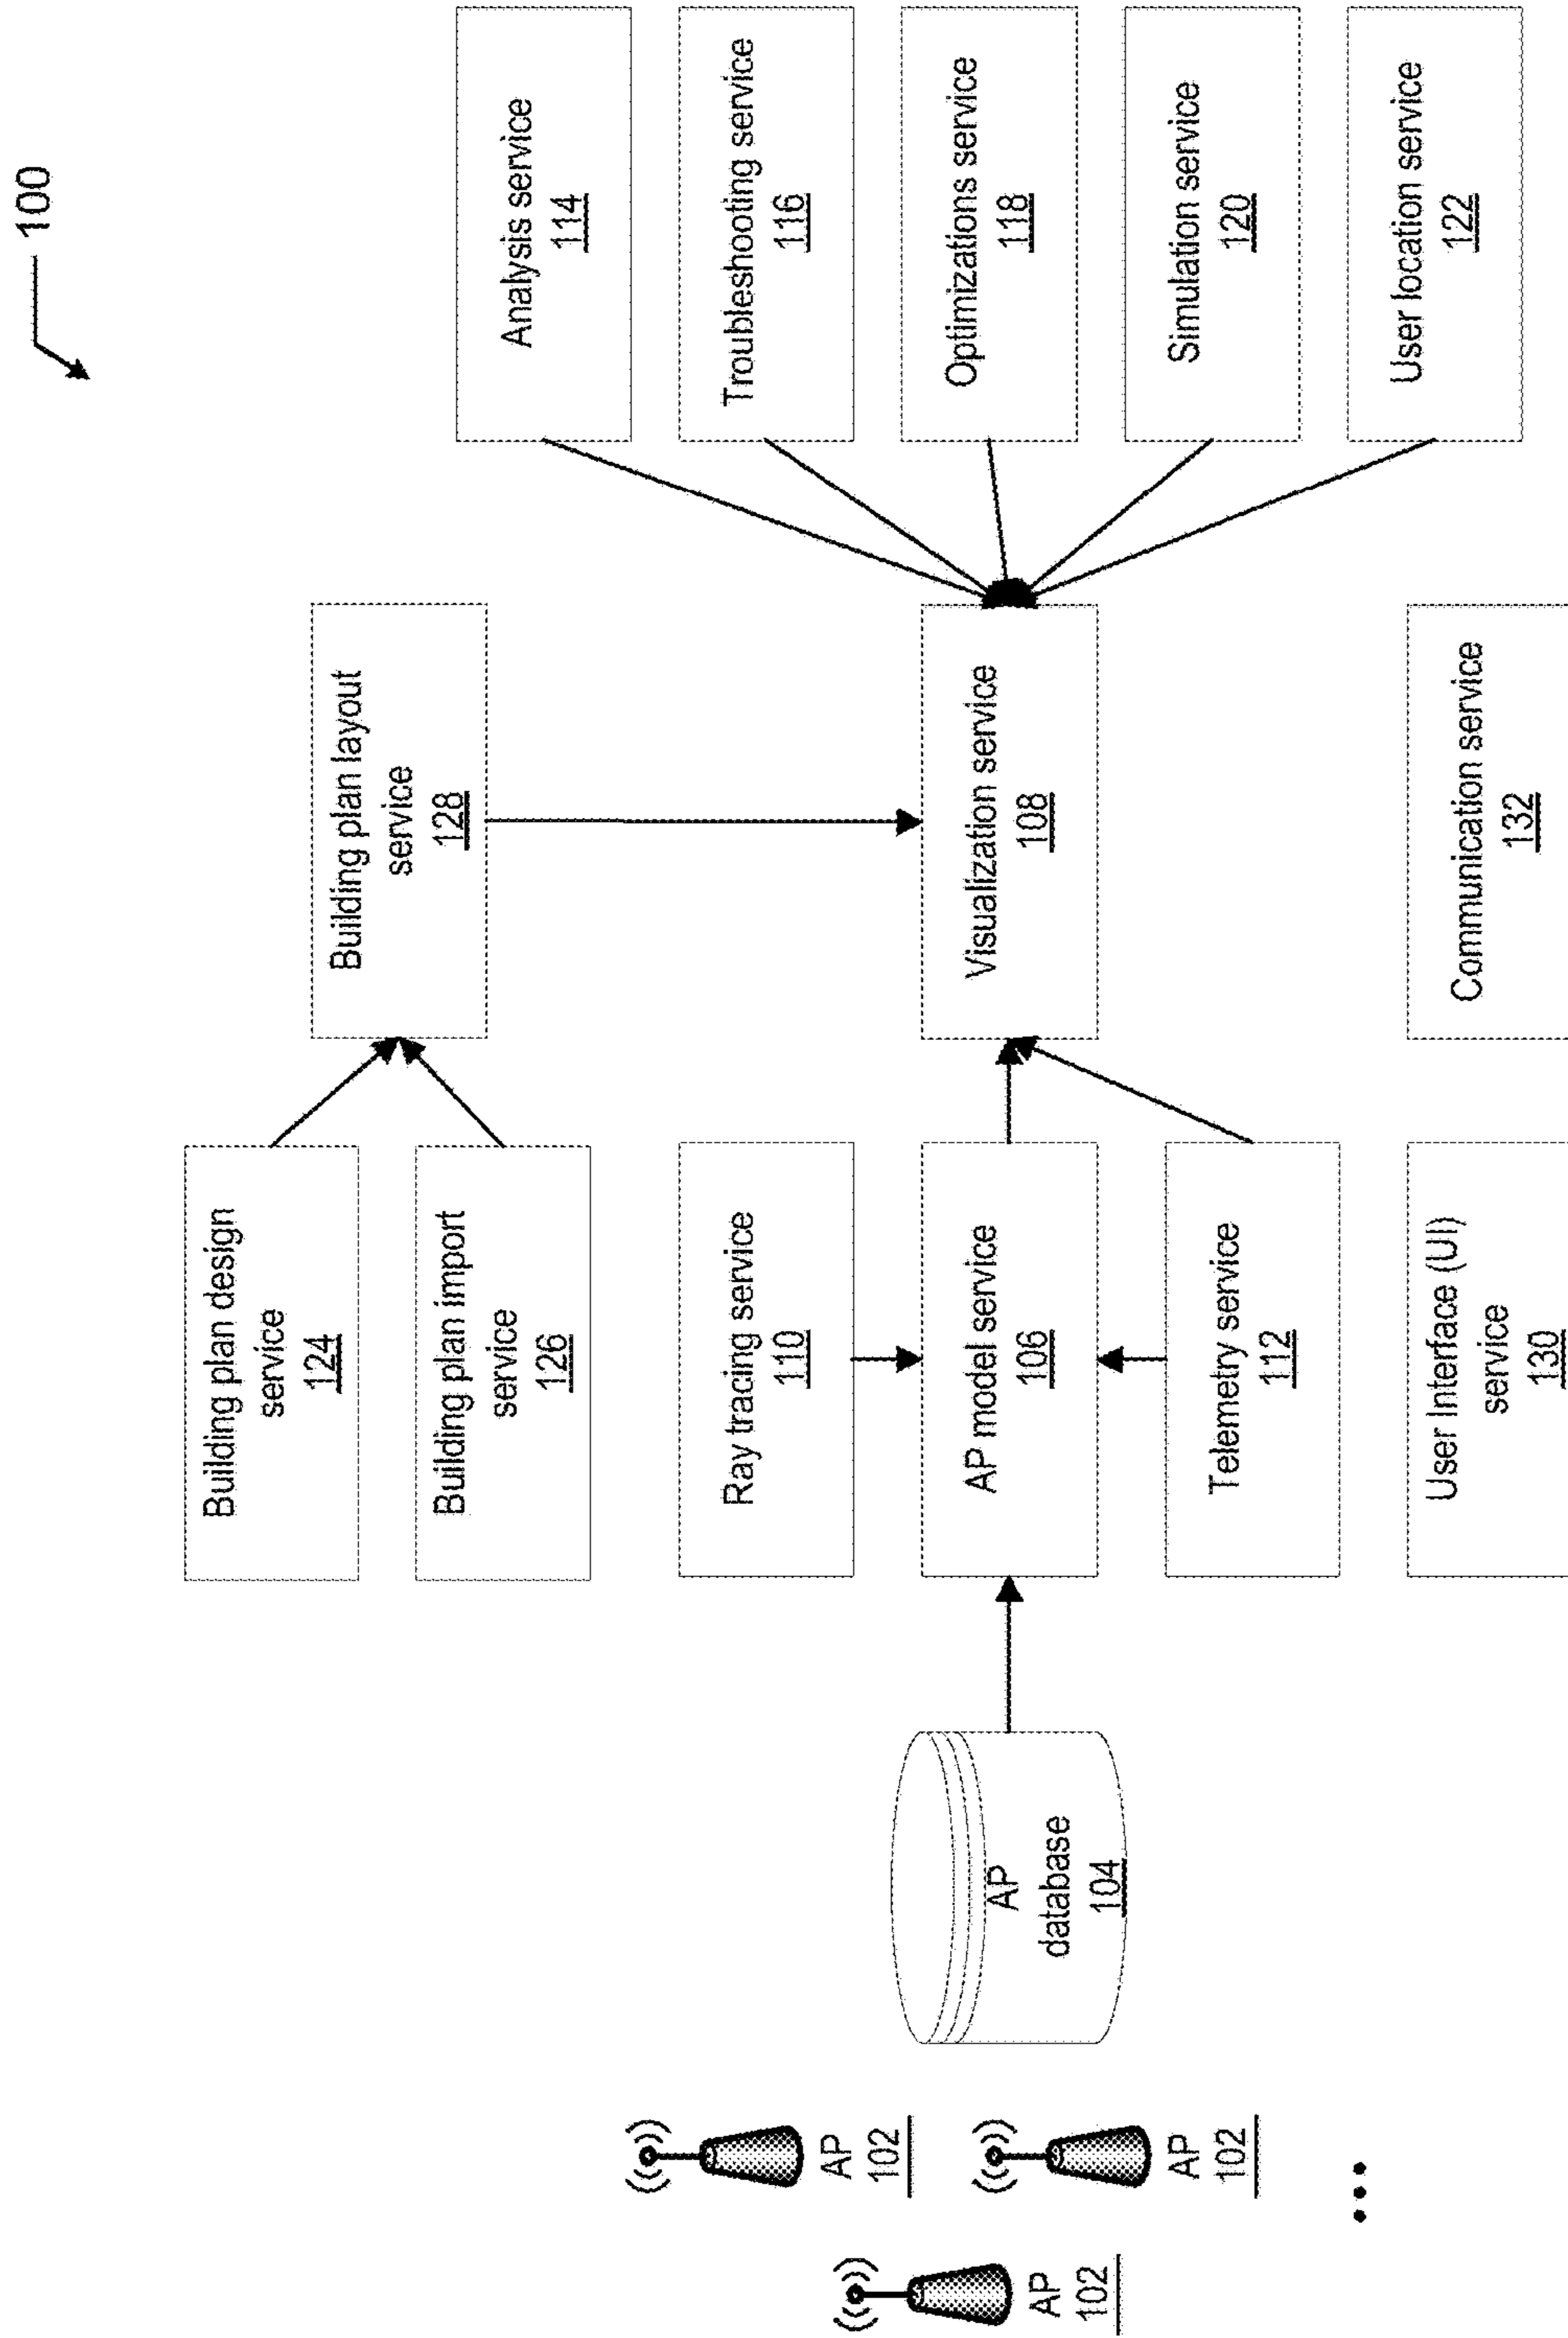 100
Building plan design
service
124
Building plan import
service
126
Building plan layout
service
128
AP
102
AP
102
AP
102
...
AP
database
104
Ray tracing service
110
AP model service
106
Telemetry service
112
User Interface (UI)
service
130
Visualization service
108
Communication service
132
Analysis service
114
Troubleshooting service
116
Optimizations service
118
Simulation service
120
User location service
122